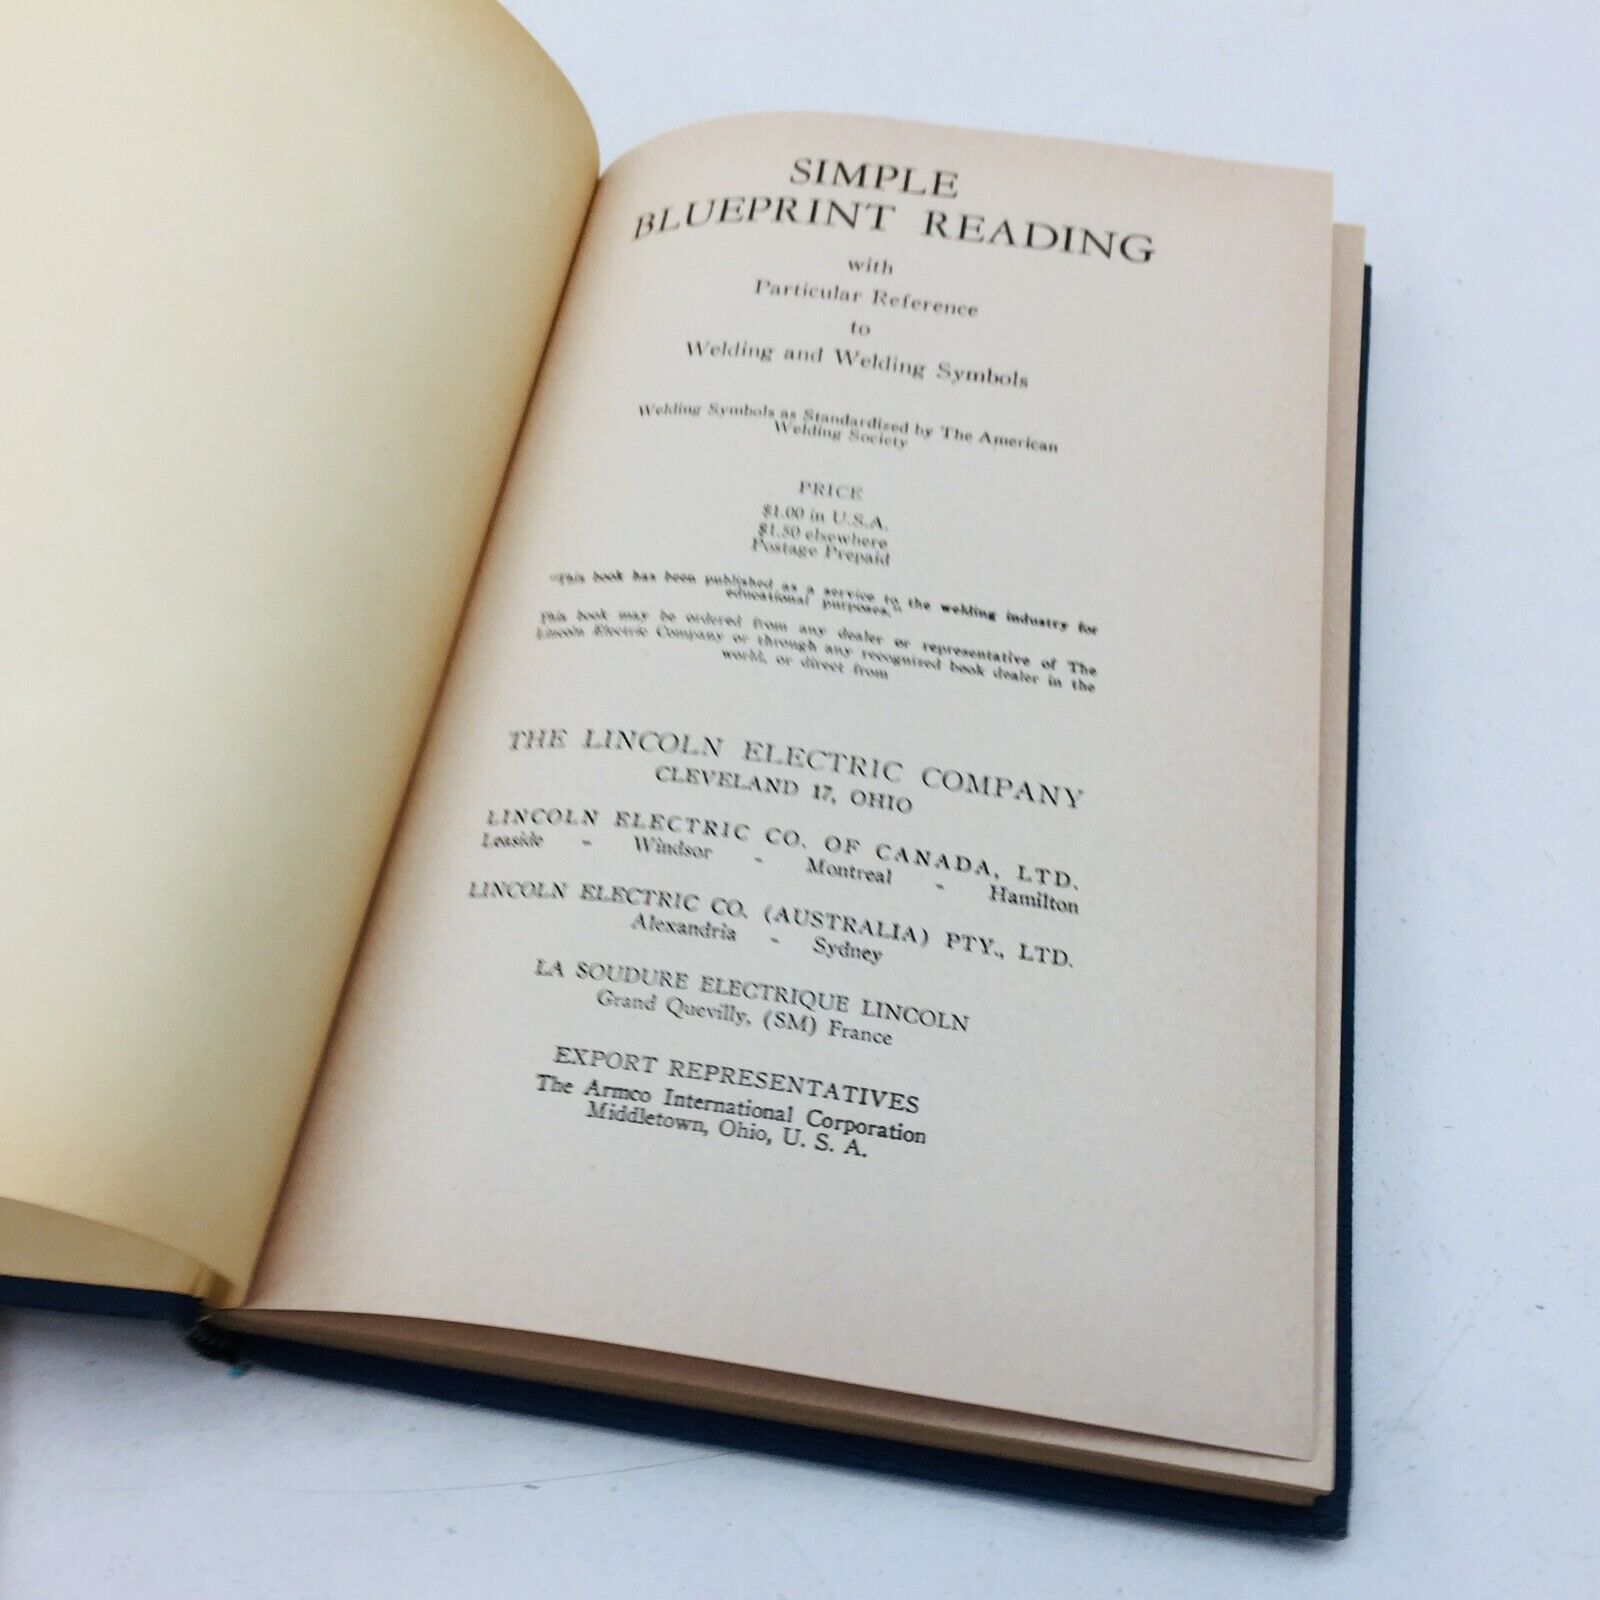 SIMPLE
BLUEPRINT READING
with
Particular Reference
to
Welding and Welding Symbols
Welding Symbols as Standardized by The American
Welding Society
PRICE
$1.00 in U.S.A.
$1.50 elsewhere
Postage Prepaid
"This book has been published as a service to the welding industry for
educational purposes."
This book may be ordered from any dealer or representative of The
Lincoln Electric Company or through any recognized book dealer in the
world, or direct from
THE LINCOLN ELECTRIC COMPANY
CLEVELAND 17, OHIO
LINCOLN ELECTRIC CO. OF CANADA, LTD.
Leaside - Windsor - Montreal - Hamilton
LINCOLN ELECTRIC CO. (AUSTRALIA) PTY., LTD.
Alexandria - Sydney
LA SOUDURE ELECTRIQUE LINCOLN
Grand Quevilly, (SM) France
EXPORT REPRESENTATIVES
The Armco International Corporation
Middletown, Ohio, U. S. A.